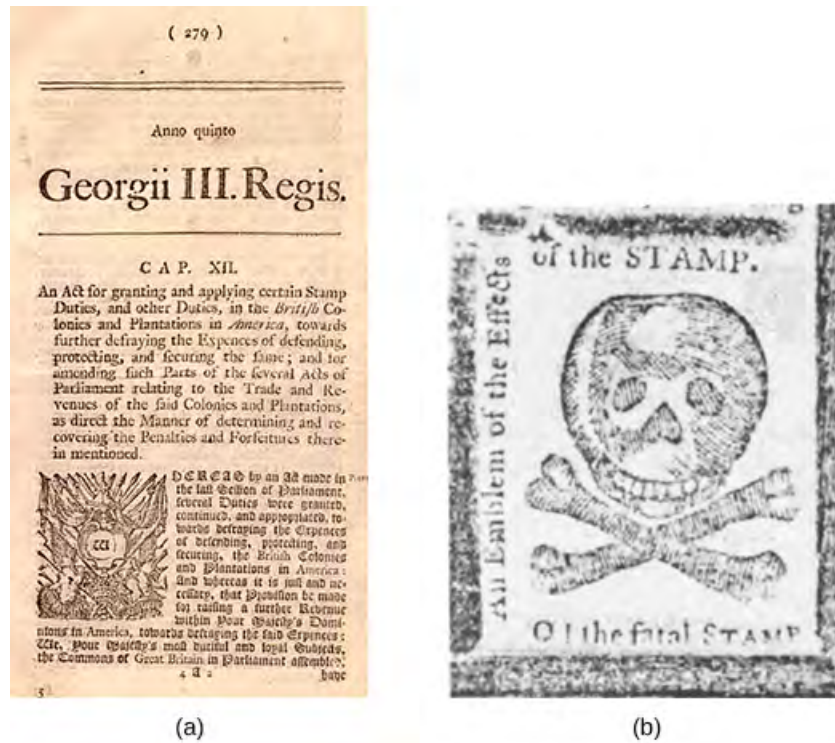 ( 279 )
Anno quinto
Georgii III. Regis.
CAP. XII.
An Act for granting and applying certain Stamp
Duties, and other Duties, in the Britiſh Co-
lonies and Plantations in America, towards
further defraying the Expences of defending,
protecting, and ſecuring the ſame; and for
amending ſuch Parts of the ſeveral Acts of
Parliament relating to the Trade and Re-
venues of the ſaid Colonies and Plantations,
as direct the Manner of determining and re-
covering the Penalties and Forfeitures there-
in mentioned.
WHEREAS by an Act made in
the laſt Seſſion of Parliament,
ſeveral Duties were granted,
continued, and appropriated, to-
wards defraying the Expences
of defending, protecting, and
ſecuring, the British Colonies
and Plantations in America:
And whereas it is juſt and ne-
ceſſary, that Proviſion be made
for raiſing a further Revenue
within Your Majeſty's Domi-
nions in America, towards defraying the ſaid Expences:
We, Your Majeſty's moſt dutiful and loyal Subjects,
the Commons of Great Britain in Parliament aſſembled,
4 A 2 have
5
(a)
An Emblem of the Effects
of the STAMP.
O! the fatal STAMP
(b)